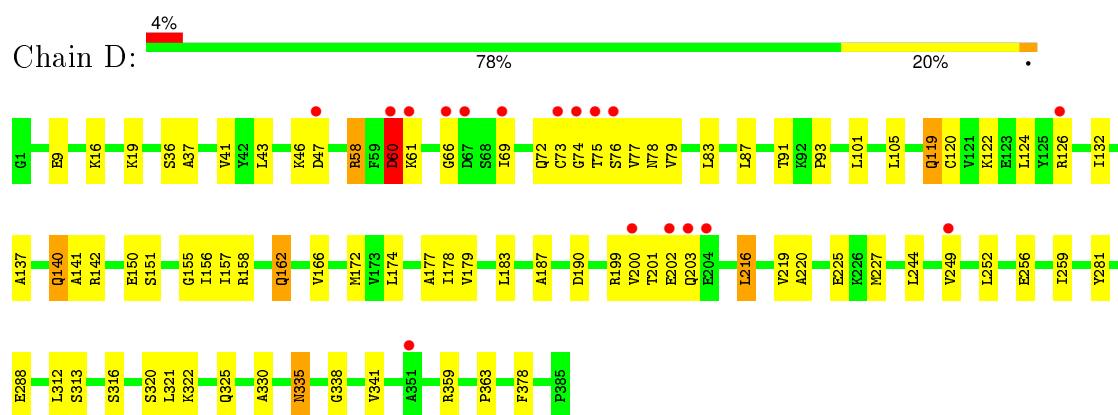 4%
Chain D:
78% 20% •
G1 E9 K16 K19 S36 A37 Y41 Y42 L43 K46 D47 R58 F59 D60 K61 G66 D67 S68 I69 Q72 C73 G74 T75 S76 V77 N78 V79 L83 L87 T91 K92 P93 L101 L105 Q119 C120 V121 K122 E123 L124 Y125 R126 I132
A137 Q140 A141 R142 E150 S151 G155 I156 I157 R158 Q162 V166 M172 V173 L174 A177 I178 V179 L183 A187 D190 R199 V200 T201 E202 Q203 E204 L216 V219 A220 E225 K226 M227 L244 V249 L252 E256 I259 Y281
E288 L312 S313 S316 S320 L321 K322 Q325 A330 N335 G338 V341 A351 R359 P363 F378 P385